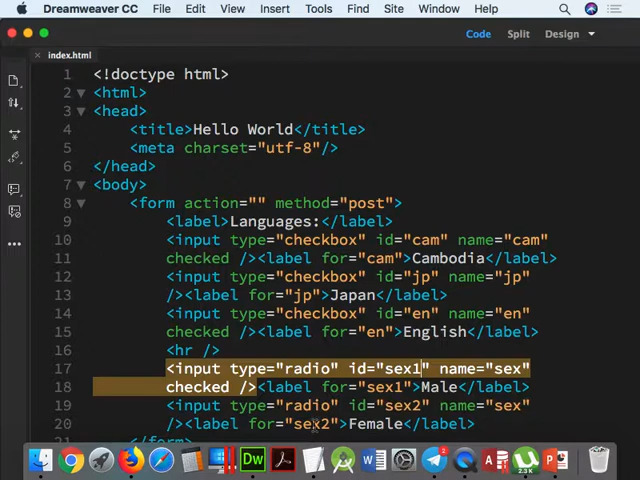 Dreamweaver CC File Edit View Insert Tools Find Site Window Help
Code Split Design
index.html
1 <!doctype html>
2 <html>
3 <head>
4 <title>Hello World</title>
5 <meta charset="utf-8"/>
6 </head>
7 <body>
8 <form action="" method="post">
9 <label>Languages:</label>
10 <input type="checkbox" id="cam" name="cam"
11 checked /><label for="cam">Cambodia</label>
12 <input type="checkbox" id="jp" name="jp"
13 /><label for="jp">Japan</label>
14 <input type="checkbox" id="en" name="en"
15 checked /><label for="en">English</label>
16 <hr />
17 <input type="radio" id="sex1" name="sex"
18 checked /><label for="sex1">Male</label>
19 <input type="radio" id="sex2" name="sex"
20 /><label for="sex2">Female</label>
21 </form>
Dw
2
2.3 K